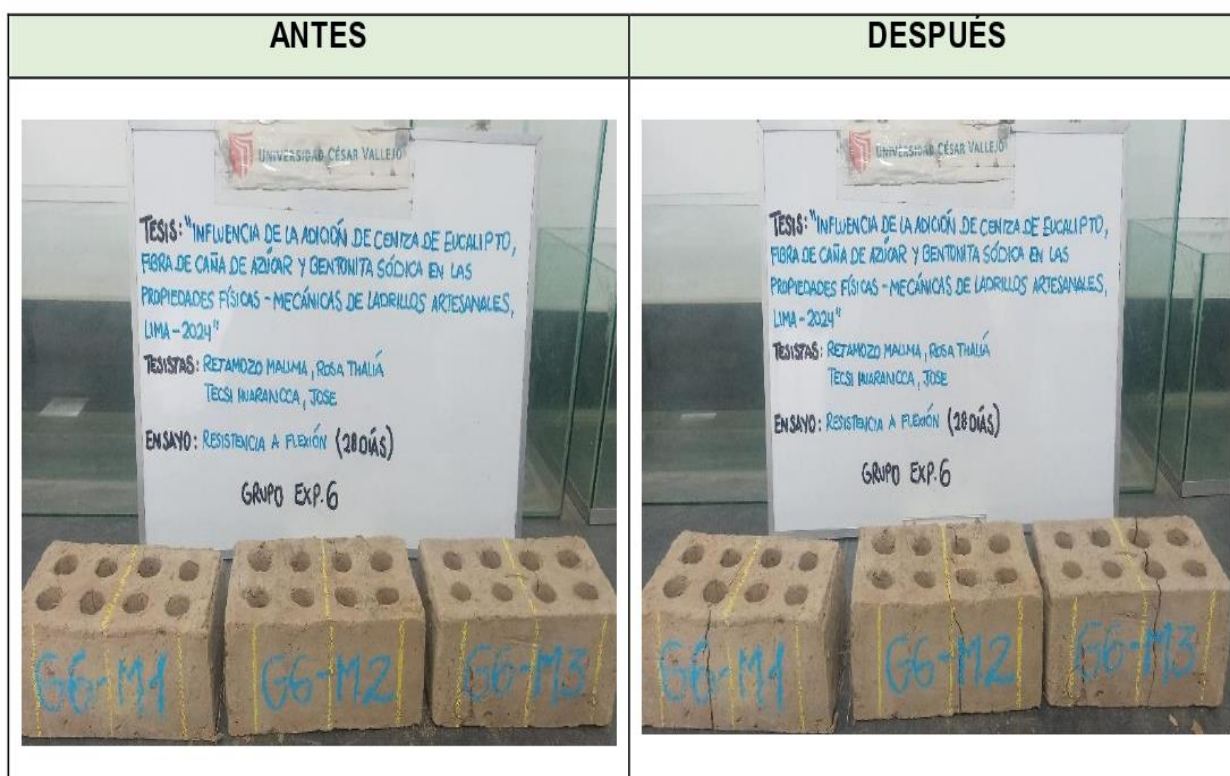 ANTES
DESPUÉS
UNIVERSIDAD CÉSAR VALLEJO
TESIS: "INFLUENCIA DE LA ADICIÓN DE CENIZA DE EUCALIPTO,
FIBRA DE CAÑA DE AZÚCAR Y BENTONITA SÓDICA EN LAS
PROPIEDADES FÍSICAS - MECÁNICAS DE LADRILLOS ARTESANALES,
LIMA - 2024"
TESISTAS: RETAMOZO MAUMA, ROSA THALIÁ
TECSI HUARANCCA, JOSE
ENSAYO: RESISTENCIA A FLEXIÓN (28 DÍAS)
GRUPO EXP. 6
G6-M1
G6-M2
G6-M3
UNIVERSIDAD CÉSAR VALLEJO
TESIS: "INFLUENCIA DE LA ADICIÓN DE CENIZA DE EUCALIPTO,
FIBRA DE CAÑA DE AZÚCAR Y BENTONITA SÓDICA EN LAS
PROPIEDADES FÍSICAS - MECÁNICAS DE LADRILLOS ARTESANALES,
LIMA - 2024"
TESISTAS: RETAMOZO MAUMA, ROSA THALIÁ
TECSI HUARANCCA, JOSE
ENSAYO: RESISTENCIA A FLEXIÓN (28 DÍAS)
GRUPO EXP. 6
G6-M1
G6-M2
G6-M3